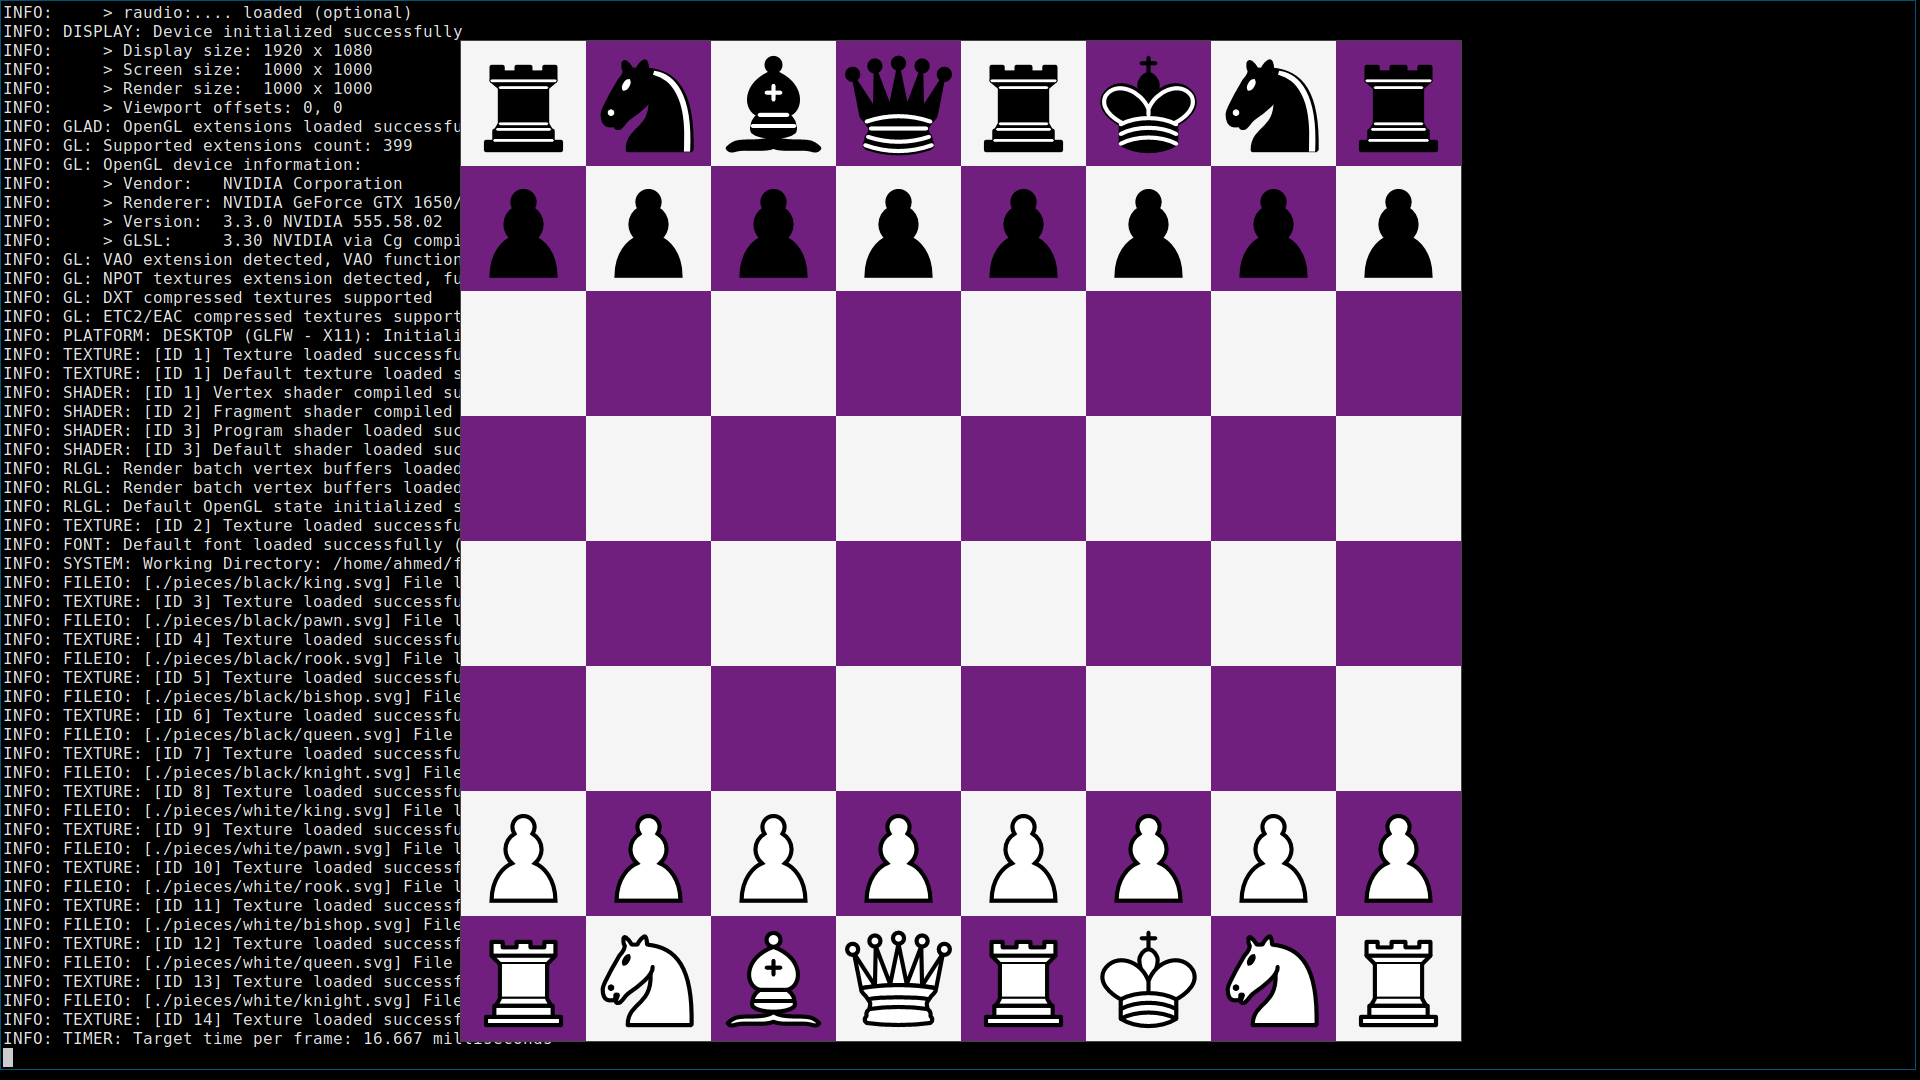 INFO:     > raudio:.... loaded (optional)
INFO: DISPLAY: Device initialized successfully
INFO:     > Display size: 1920 x 1080
INFO:     > Screen size:  1000 x 1000
INFO:     > Render size:  1000 x 1000
INFO:     > Viewport offsets: 0, 0
INFO: GLAD: OpenGL extensions loaded successfu
INFO: GL: Supported extensions count: 399
INFO: GL: OpenGL device information:
INFO:     > Vendor:   NVIDIA Corporation
INFO:     > Renderer: NVIDIA GeForce GTX 1650/
INFO:     > Version:  3.3.0 NVIDIA 555.58.02
INFO:     > GLSL:     3.30 NVIDIA via Cg compi
INFO: GL: VAO extension detected, VAO function
INFO: GL: NPOT textures extension detected, fu
INFO: GL: DXT compressed textures supported
INFO: GL: ETC2/EAC compressed textures support
INFO: PLATFORM: DESKTOP (GLFW - X11): Initiali
INFO: TEXTURE: [ID 1] Texture loaded successfu
INFO: TEXTURE: [ID 1] Default texture loaded s
INFO: SHADER: [ID 1] Vertex shader compiled su
INFO: SHADER: [ID 2] Fragment shader compiled
INFO: SHADER: [ID 3] Program shader loaded suc
INFO: SHADER: [ID 3] Default shader loaded suc
INFO: RLGL: Render batch vertex buffers loaded
INFO: RLGL: Render batch vertex buffers loaded
INFO: RLGL: Default OpenGL state initialized s
INFO: TEXTURE: [ID 2] Texture loaded successfu
INFO: FONT: Default font loaded successfully (
INFO: SYSTEM: Working Directory: /home/ahmed/f
INFO: FILEIO: [./pieces/black/king.svg] File l
INFO: TEXTURE: [ID 3] Texture loaded successfu
INFO: FILEIO: [./pieces/black/pawn.svg] File l
INFO: TEXTURE: [ID 4] Texture loaded successfu
INFO: FILEIO: [./pieces/black/rook.svg] File l
INFO: TEXTURE: [ID 5] Texture loaded successfu
INFO: FILEIO: [./pieces/black/bishop.svg] File
INFO: TEXTURE: [ID 6] Texture loaded successfu
INFO: FILEIO: [./pieces/black/queen.svg] File
INFO: TEXTURE: [ID 7] Texture loaded successfu
INFO: FILEIO: [./pieces/black/knight.svg] File
INFO: TEXTURE: [ID 8] Texture loaded successfu
INFO: FILEIO: [./pieces/white/king.svg] File l
INFO: TEXTURE: [ID 9] Texture loaded successfu
INFO: FILEIO: [./pieces/white/pawn.svg] File l
INFO: TEXTURE: [ID 10] Texture loaded successf
INFO: FILEIO: [./pieces/white/rook.svg] File l
INFO: TEXTURE: [ID 11] Texture loaded successf
INFO: FILEIO: [./pieces/white/bishop.svg] File
INFO: TEXTURE: [ID 12] Texture loaded successf
INFO: FILEIO: [./pieces/white/queen.svg] File
INFO: TEXTURE: [ID 13] Texture loaded successf
INFO: FILEIO: [./pieces/white/knight.svg] File
INFO: TEXTURE: [ID 14] Texture loaded successf
INFO: TIMER: Target time per frame: 16.667 milliseconds